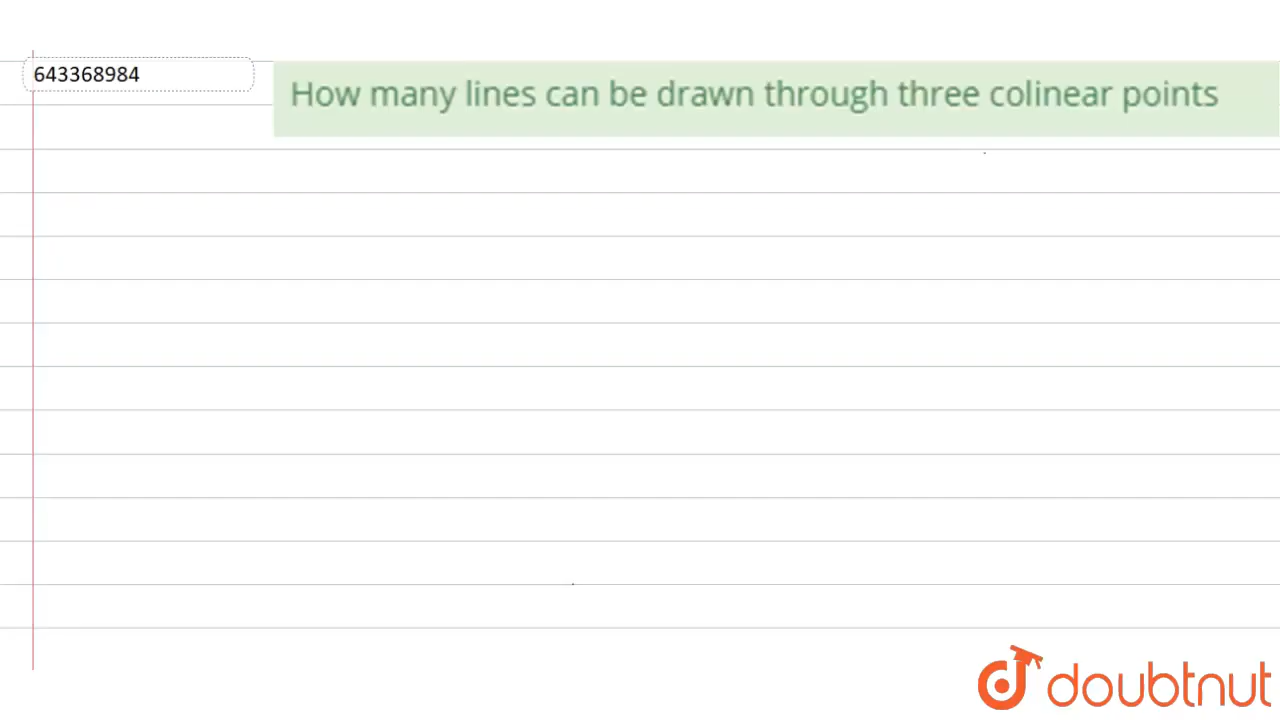 643368984
How many lines can be drawn through three colinear points
doubtnut